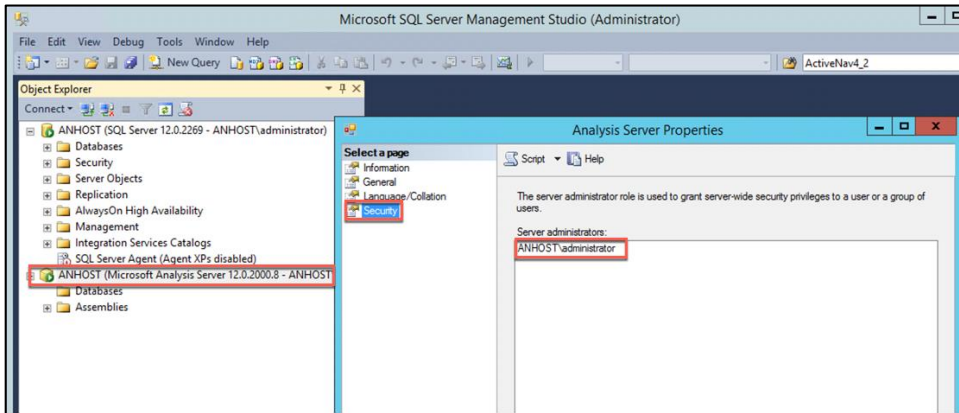 Microsoft SQL Server Management Studio (Administrator)
File Edit View Debug Tools Window Help
New Query
ActiveNav4_2
Object Explorer
Connect
ANHOST (SQL Server 12.0.2269 - ANHOST\administrator)
Databases
Security
Server Objects
Replication
AlwaysOn High Availability
Management
Integration Services Catalogs
SQL Server Agent (Agent XPs disabled)
ANHOST (Microsoft Analysis Server 12.0.2000.8 - ANHOST
Databases
Assemblies
Analysis Server Properties
Select a page
Information
General
Language/Collation
Security
Script Help
The server administrator role is used to grant server-wide security privileges to a user or a group of
users.
Server administrators:
ANHOST\administrator